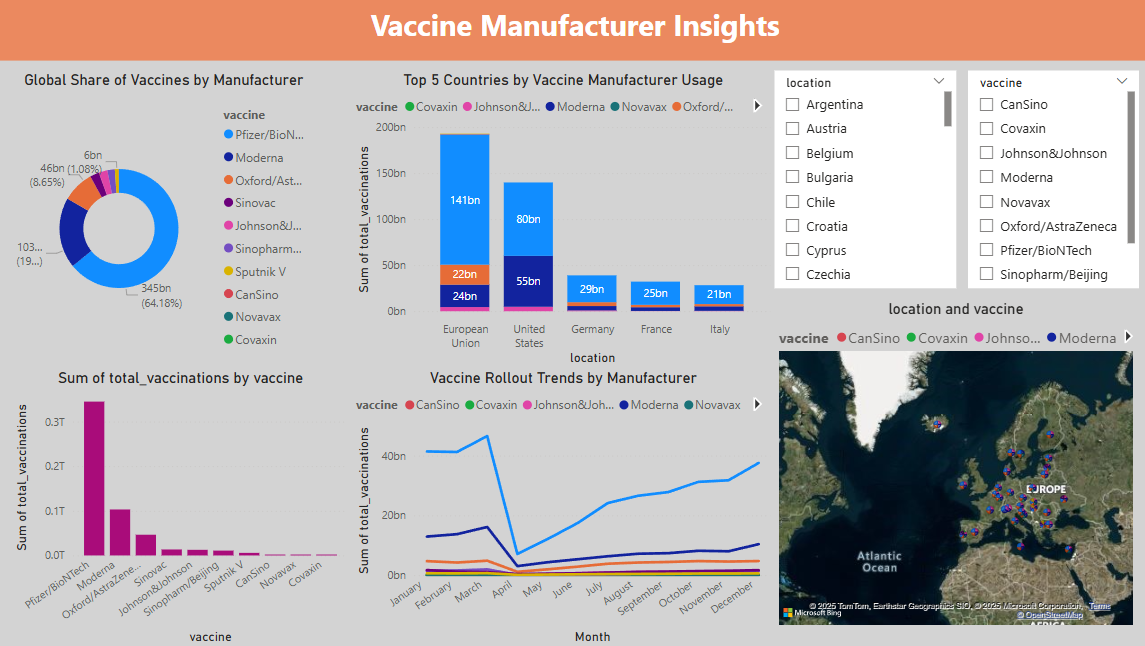 Vaccine Manufacturer Insights
Global Share of Vaccines by Manufacturer
vaccine
Pfizer/BioN...
Moderna
Oxford/Ast...
Sinovac
Johnson&J...
Sinopharm...
Sputnik V
CanSino
Novavax
Covaxin
6bn
(1.08%)
46bn
(8.65%)
103...
(19...)
345bn
(64.18%)
Top 5 Countries by Vaccine Manufacturer Usage
vaccine Covaxin Johnson&J... Moderna Novavax Oxford/...
Sum of total_vaccinations
200bn
150bn
100bn
50bn
0bn
141bn
22bn
24bn
80bn
55bn
29bn
25bn
21bn
European
Union
United
States
Germany
France
Italy
location
location
Argentina
Austria
Belgium
Bulgaria
Chile
Croatia
Cyprus
Czechia
vaccine
CanSino
Covaxin
Johnson&Johnson
Moderna
Novavax
Oxford/AstraZeneca
Pfizer/BioNTech
Sinopharm/Beijing
Sum of total_vaccinations by vaccine
Sum of total_vaccinations
0.3T
0.2T
0.1T
0.0T
Pfizer/BioNTech
Moderna
Oxford/AstraZene...
Sinovac
Johnson&Johnson
Sinopharm/Beijing
Sputnik V
CanSino
Novavax
Covaxin
vaccine
Vaccine Rollout Trends by Manufacturer
vaccine CanSino Covaxin Johnson&Joh... Moderna Novavax
Sum of total_vaccinations
40bn
20bn
0bn
January
February
March
April
May
June
July
August
September
October
November
December
Month
location and vaccine
vaccine CanSino Covaxin Johnso... Moderna
EUROPE
Atlantic
Ocean
© 2025 TomTom, Earthstar Geographics SIO, © 2025 Microsoft Corporation, Terms
© OpenStreetMap
Microsoft Bing
AFRICA